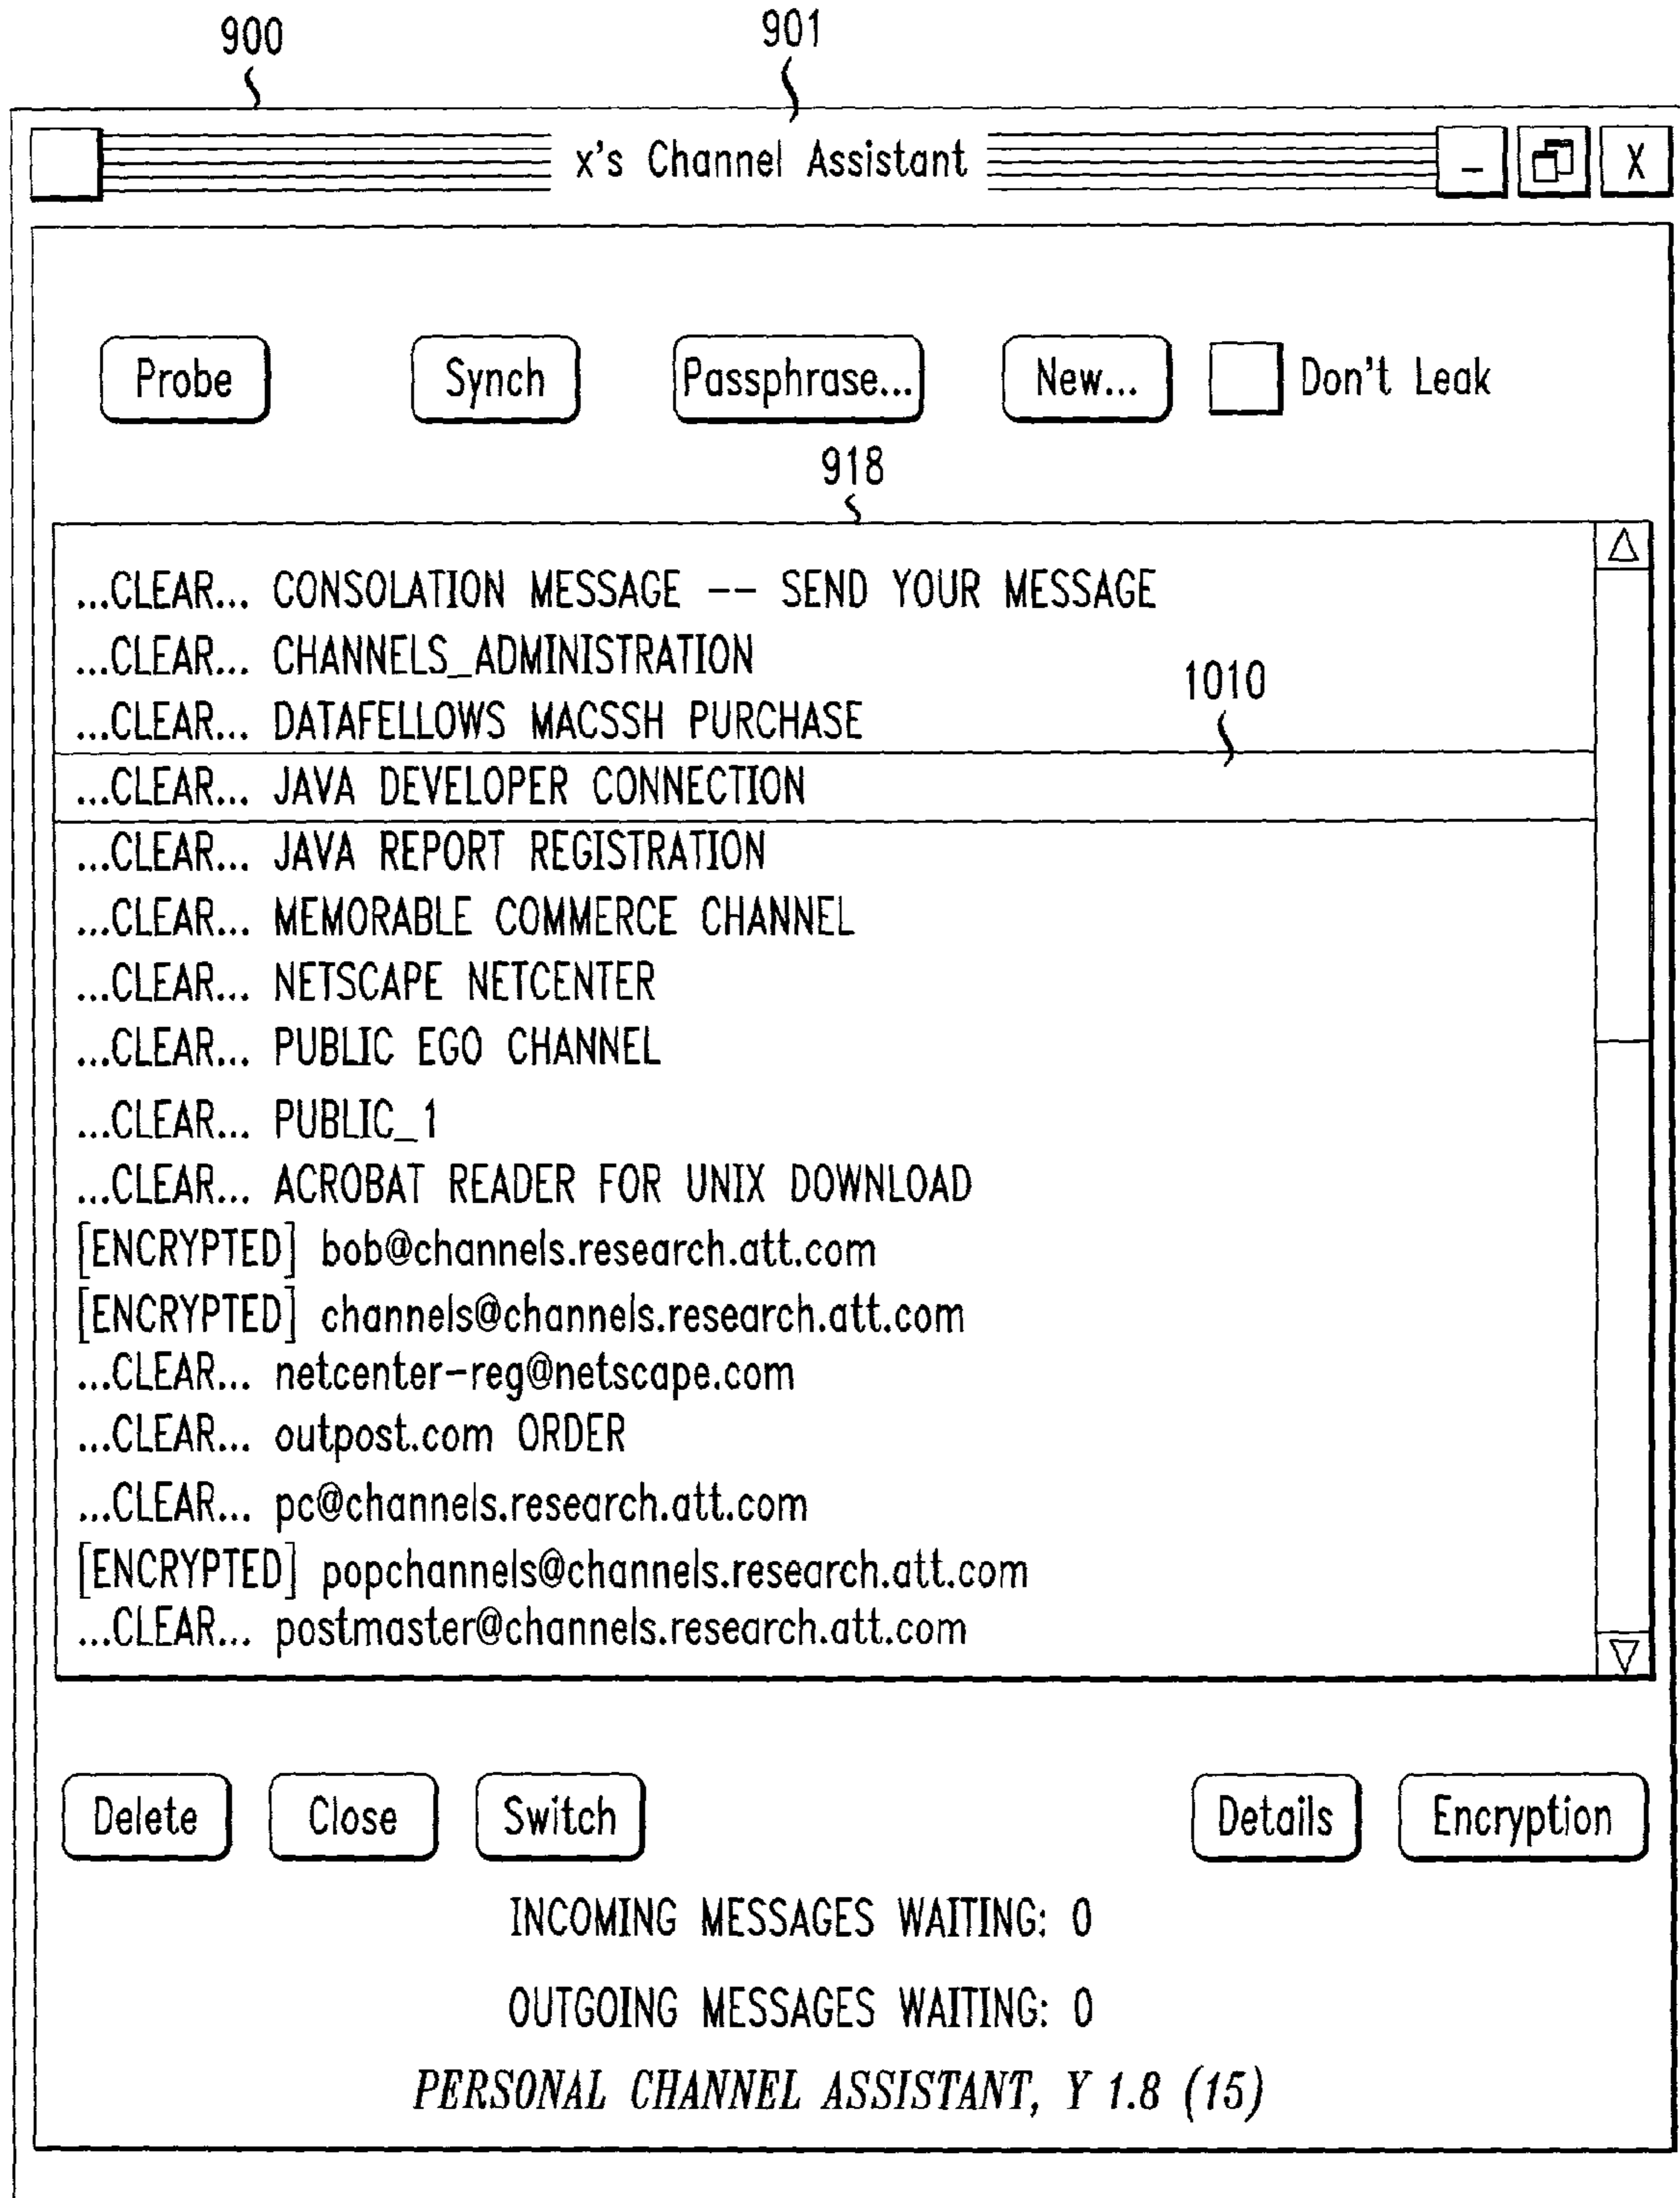 900
901
x's Channel Assistant
X
Probe Synch Passphrase... New... Don't Leak
918
...CLEAR... CONSOLATION MESSAGE -- SEND YOUR MESSAGE
...CLEAR... CHANNELS_ADMINISTRATION
1010
...CLEAR... DATAFELLOWS MACSSH PURCHASE
...CLEAR... JAVA DEVELOPER CONNECTION
...CLEAR... JAVA REPORT REGISTRATION
...CLEAR... MEMORABLE COMMERCE CHANNEL
...CLEAR... NETSCAPE NETCENTER
...CLEAR... PUBLIC EGO CHANNEL
...CLEAR... PUBLIC_1
...CLEAR... ACROBAT READER FOR UNIX DOWNLOAD
[ENCRYPTED] bob@channels.research.att.com
[ENCRYPTED] channels@channels.research.att.com
...CLEAR... netcenter-reg@netscape.com
...CLEAR... outpost.com ORDER
...CLEAR... pc@channels.research.att.com
[ENCRYPTED] popchannels@channels.research.att.com
...CLEAR... postmaster@channels.research.att.com
Delete Close Switch Details Encryption
INCOMING MESSAGES WAITING: 0
OUTGOING MESSAGES WAITING: 0
PERSONAL CHANNEL ASSISTANT, Y 1.8 (15)